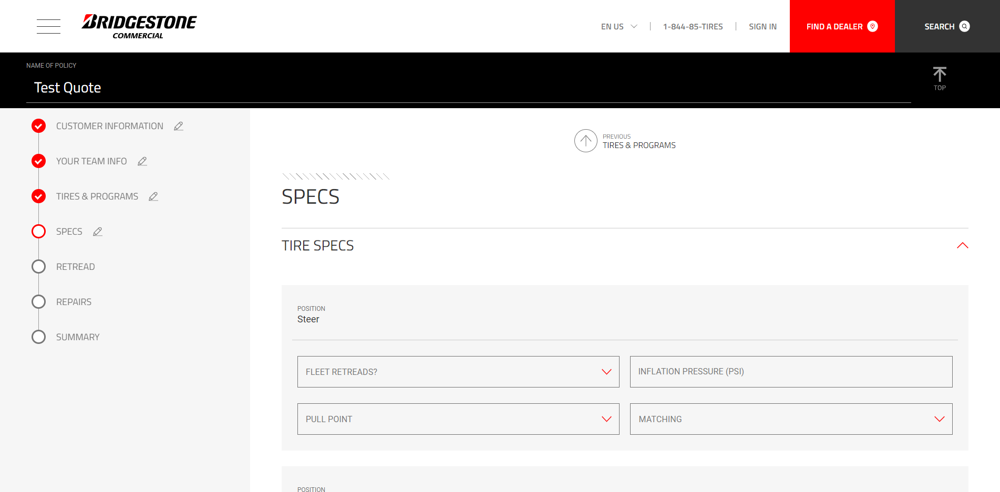 BRIDGESTONE
COMMERCIAL
EN US
1-844-85-TIRES
SIGN IN
FIND A DEALER
SEARCH
NAME OF POLICY
Test Quote
TOP
CUSTOMER INFORMATION
YOUR TEAM INFO
TIRES & PROGRAMS
SPECS
RETREAD
REPAIRS
SUMMARY
PREVIOUS
TIRES & PROGRAMS
SPECS
TIRE SPECS
POSITION
Steer
FLEET RETREADS?
INFLATION PRESSURE (PSI)
PULL POINT
MATCHING
POSITION